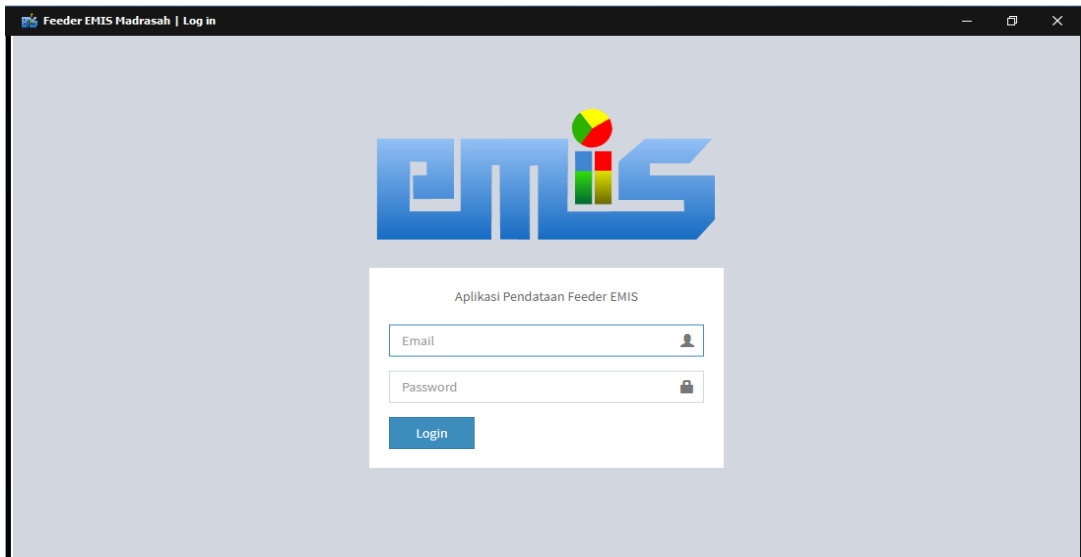 Feeder EMIS Madrasah | Log in
emis
Aplikasi Pendataan Feeder EMIS
Email
Password
Login